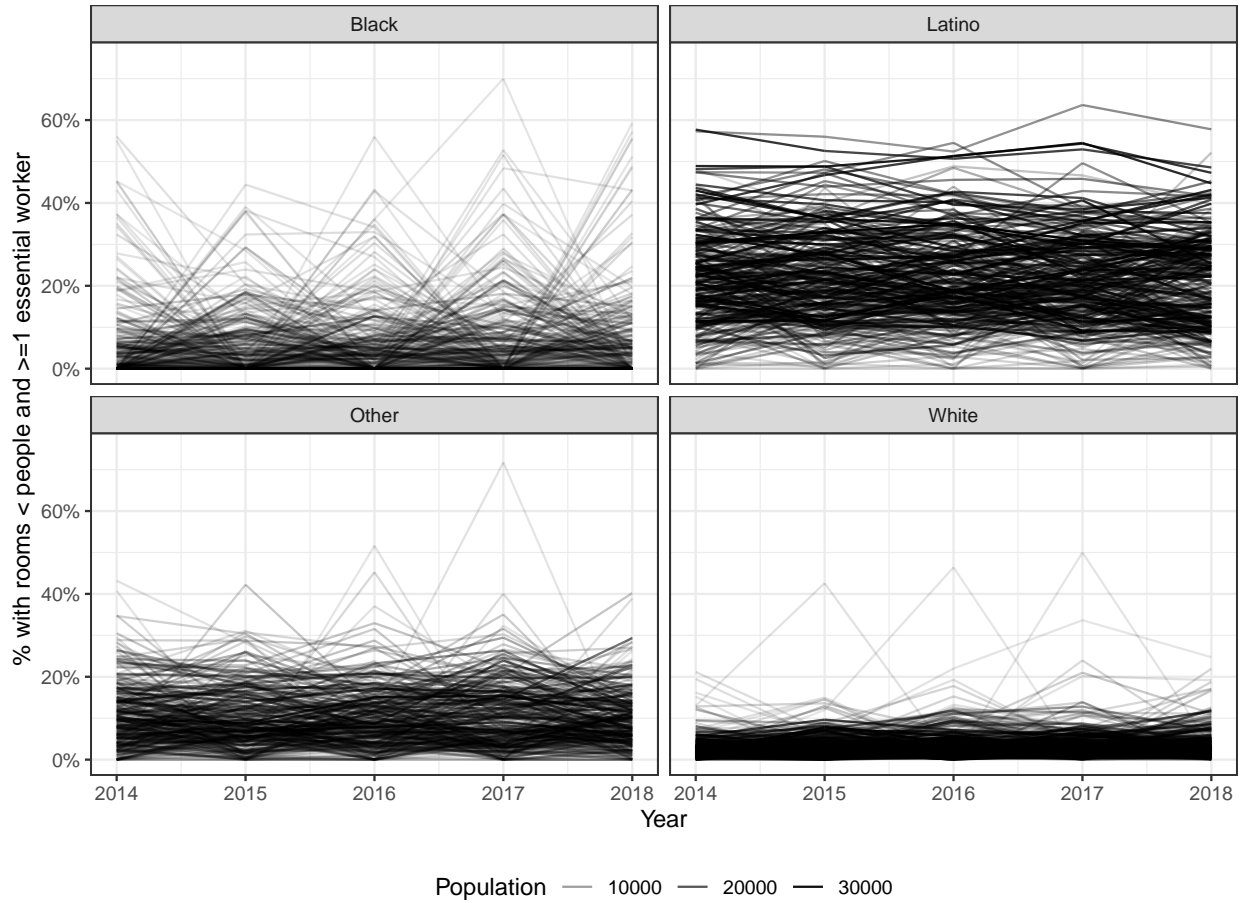 Black
Latino
60%
40%
20%
0%
Other
White
60%
40%
20%
0%
2014 2015 2016 2017 2018 2014 2015 2016 2017 2018
Year
% with rooms < people and >=1 essential worker
Population 10000 20000 30000